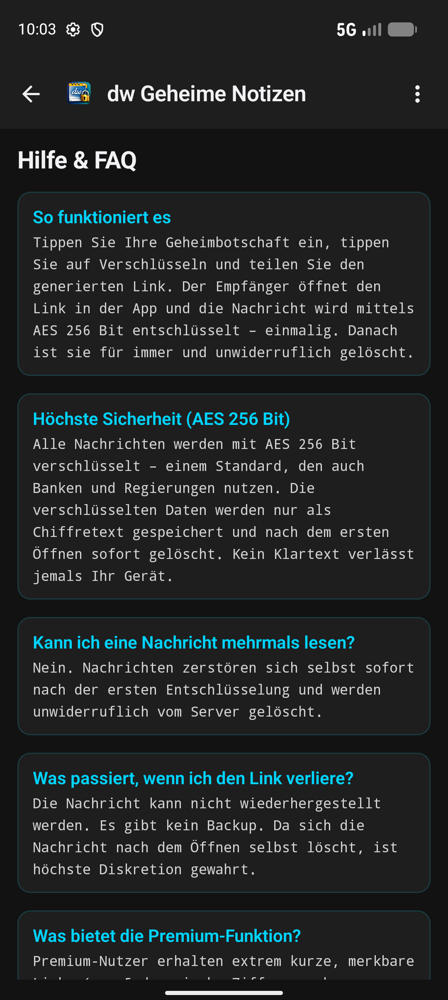 10:03
5G
dw
dw Geheime Notizen
Hilfe & FAQ
So funktioniert es
Tippen Sie Ihre Geheimbotschaft ein, tippen
Sie auf Verschlüsseln und teilen Sie den
generierten Link. Der Empfänger öffnet den
Link in der App und die Nachricht wird mittels
AES 256 Bit entschlüsselt – einmalig. Danach
ist sie für immer und unwiderruflich gelöscht.
Höchste Sicherheit (AES 256 Bit)
Alle Nachrichten werden mit AES 256 Bit
verschlüsselt – einem Standard, den auch
Banken und Regierungen nutzen. Die
verschlüsselten Daten werden nur als
Chiffretext gespeichert und nach dem ersten
Öffnen sofort gelöscht. Kein Klartext verlässt
jemals Ihr Gerät.
Kann ich eine Nachricht mehrmals lesen?
Nein. Nachrichten zerstören sich selbst sofort
nach der ersten Entschlüsselung und werden
unwiderruflich vom Server gelöscht.
Was passiert, wenn ich den Link verliere?
Die Nachricht kann nicht wiederhergestellt
werden. Es gibt kein Backup. Da sich die
Nachricht nach dem Öffnen selbst löscht, ist
höchste Diskretion gewahrt.
Was bietet die Premium-Funktion?
Premium-Nutzer erhalten extrem kurze, merkbare